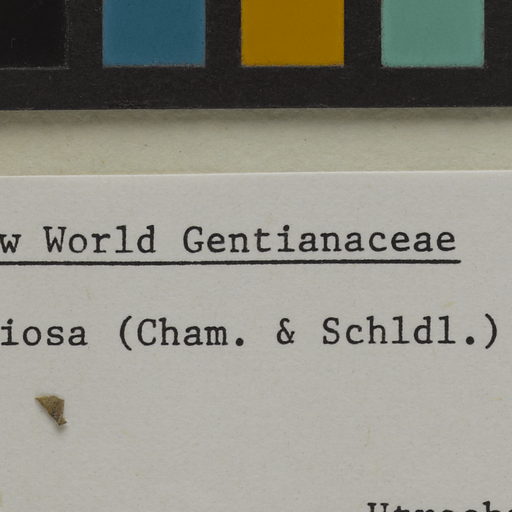 w World Gentianaceae
iosa (Cham. & Schldl.)